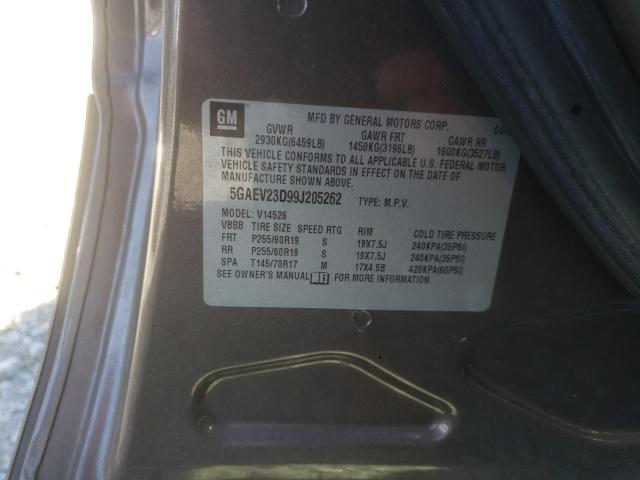 GM
MFD BY GENERAL MOTORS CORP.
GVWR GAWR FRT GAWR RR
2930KG(6459LB) 1450KG(3196LB) 1600KG(3527LB)
THIS VEHICLE CONFORMS TO ALL APPLICABLE U.S. FEDERAL MOTOR
VEHICLE SAFETY STANDARDS IN EFFECT ON THE DATE OF
MANUFACTURE SHOWN ABOVE.
5GAEV23D99J205262 TYPE: M.P.V.
MODEL: V14526
VBBB TIRE SIZE SPEED RTG RIM COLD TIRE PRESSURE
FRT P255/60R19 S 19X7.5J 240KPA(35PSI)
RR P255/60R19 S 19X7.5J 240KPA(35PSI)
SPA T145/70R17 M 17X4.5B 420KPA(60PSI)
SEE OWNER'S MANUAL FOR MORE INFORMATION.